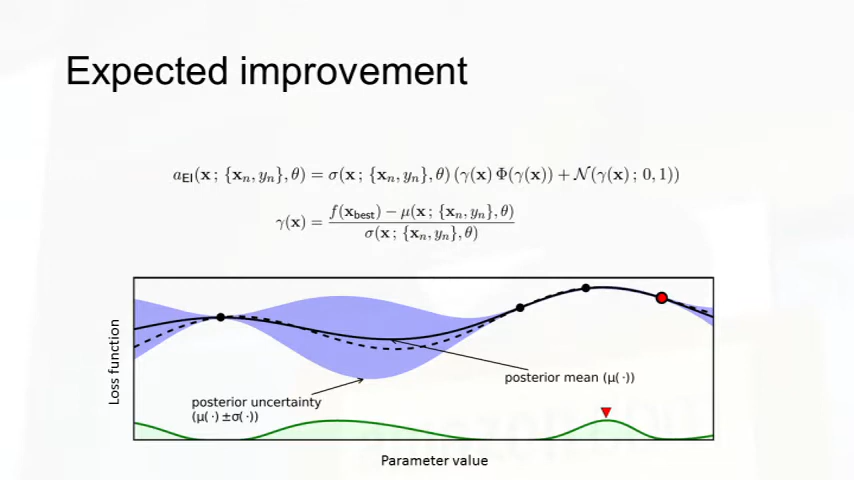 Expected improvement
a_EI(x ; {x_n, y_n}, θ) = σ(x ; {x_n, y_n}, θ) (γ(x) Φ(γ(x)) + N(γ(x) ; 0, 1))
γ(x) = (f(x_best) − μ(x ; {x_n, y_n}, θ)) / σ(x ; {x_n, y_n}, θ)
Loss function
posterior mean (μ(·))
posterior uncertainty
(μ(·)±σ(·))
Parameter value